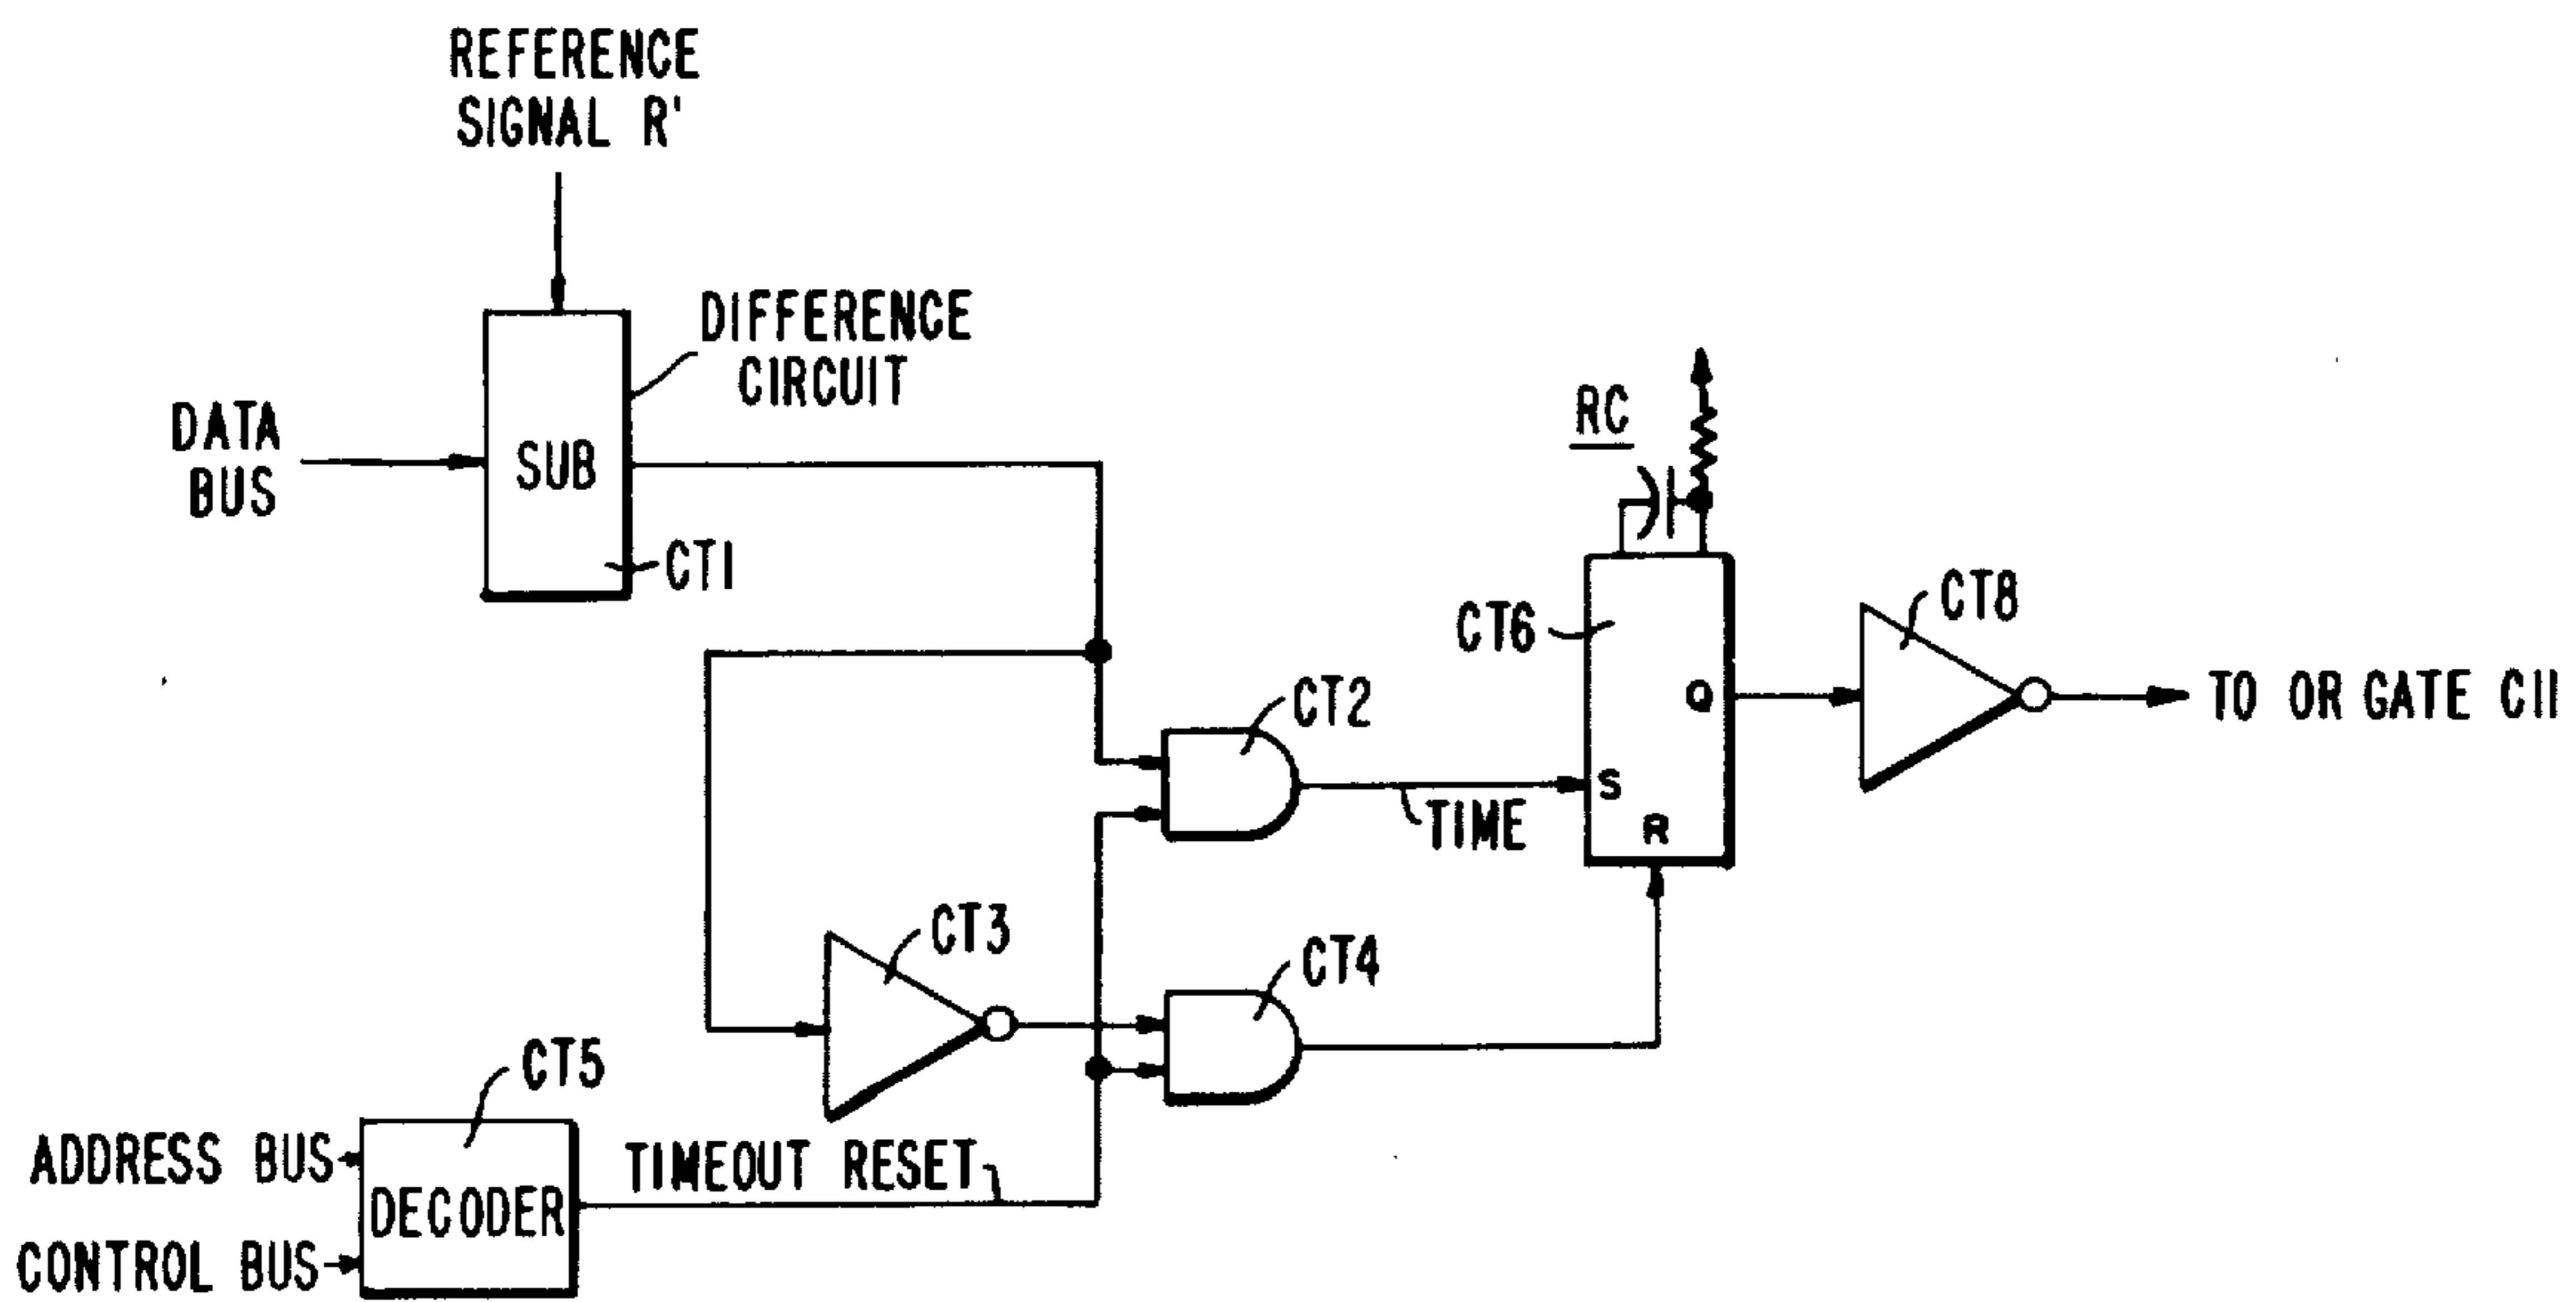 REFERENCE
SIGNAL R'
DIFFERENCE
CIRCUIT
DATA
BUS
SUB
CT1
RC
CT6
CT8
Q
TO OR GATE C11
CT2
S
TIME
R
CT3
CT4
CT5
ADDRESS BUS
TIMEOUT RESET
DECODER
CONTROL BUS